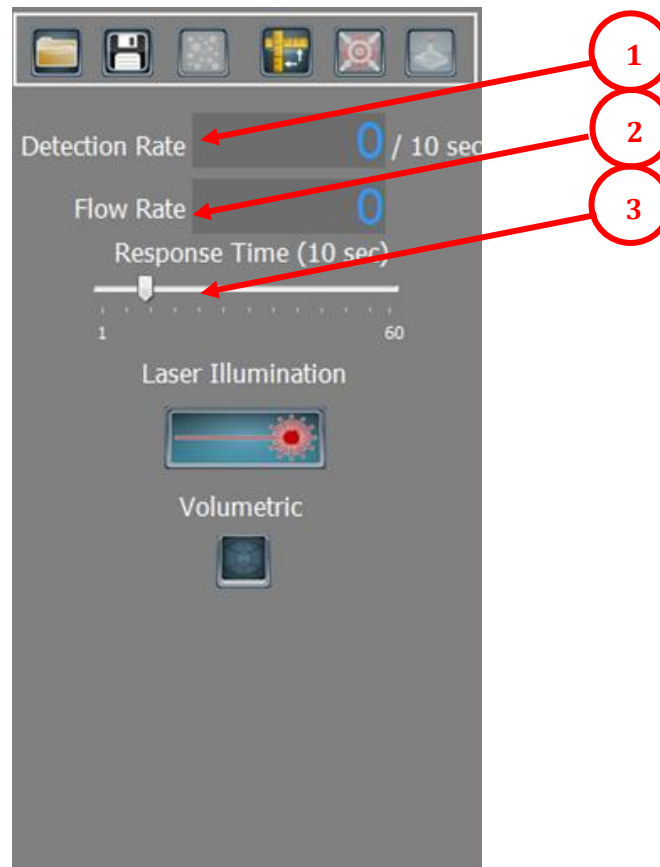 1
Detection Rate 0 / 10 sec
2
Flow Rate 0
3
Response Time (10 sec)
1 60
Laser Illumination
Volumetric